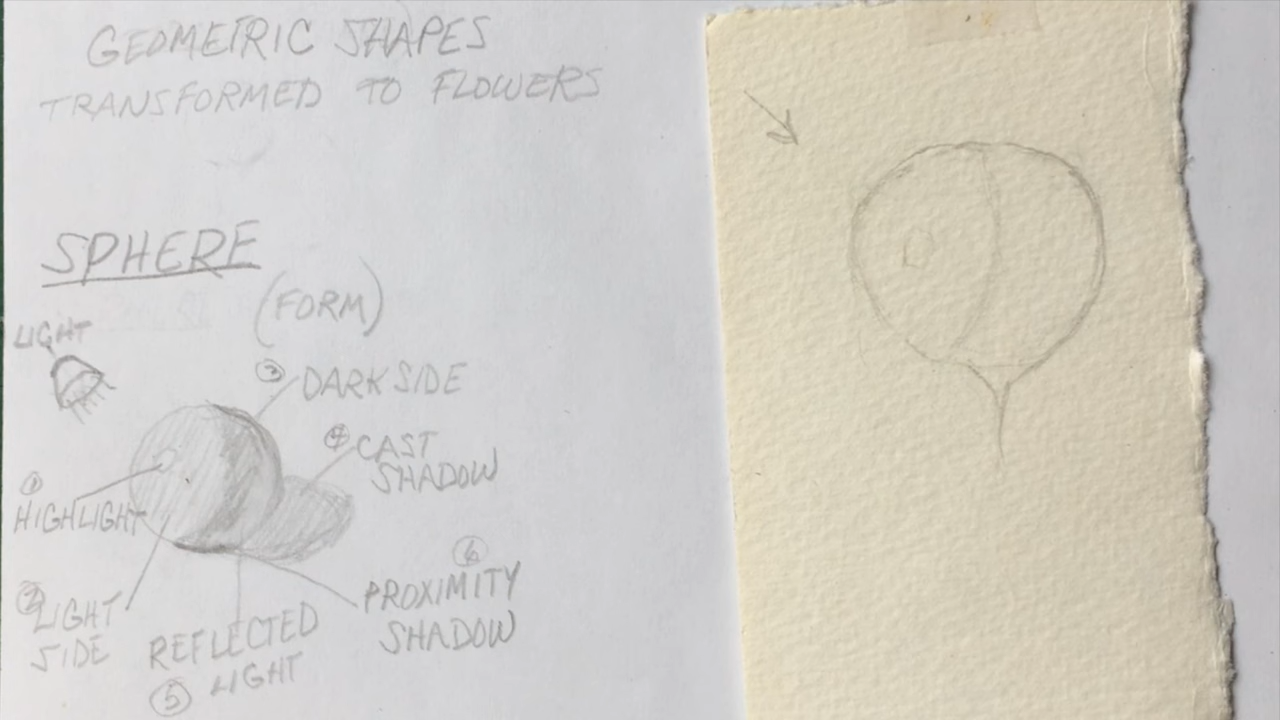 GEOMETRIC SHAPES
TRANSFORMED TO FLOWERS
SPHERE
(FORM)
LIGHT
③ DARK SIDE
④ CAST
SHADOW
①
HIGHLIGHT
⑥
PROXIMITY
SHADOW
② LIGHT
SIDE
REFLECTED
⑤ LIGHT